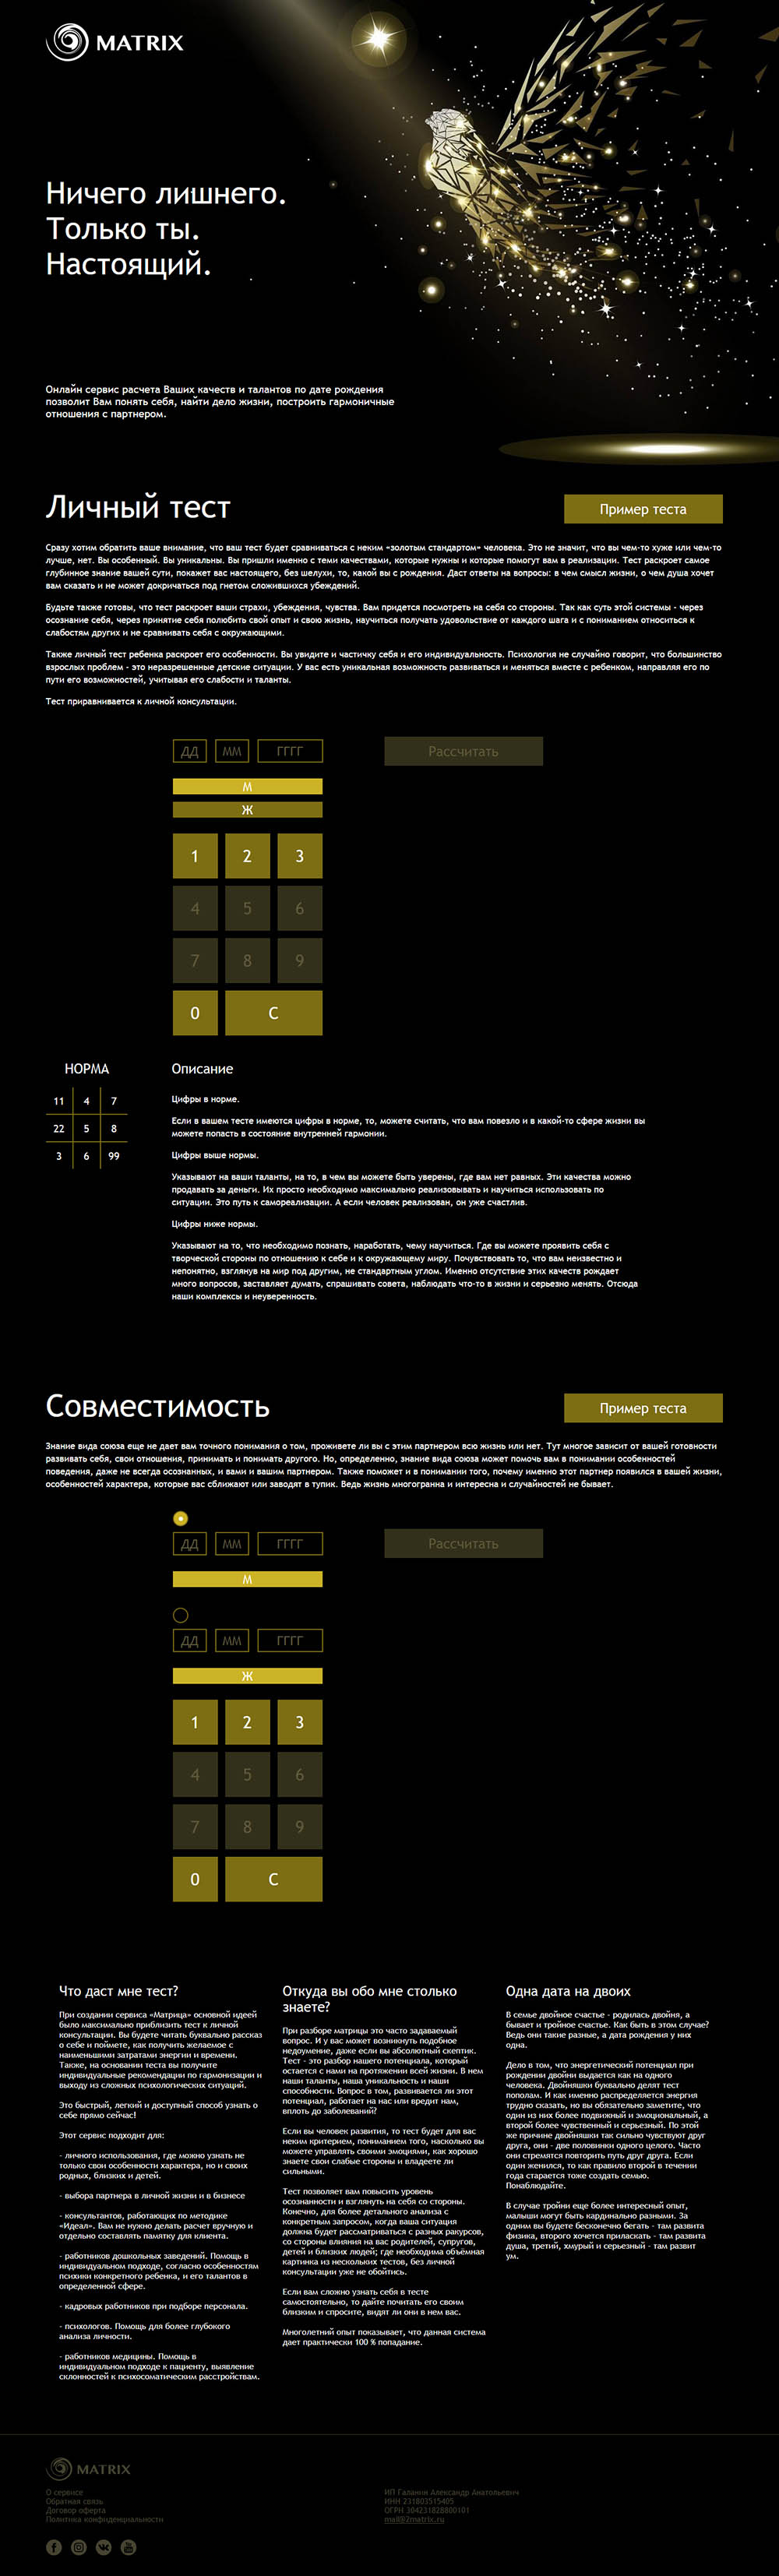 MATRIX
Ничего лишнего.
Только ты.
Настоящий.
Онлайн сервис расчета Ваших качеств и талантов по дате рождения
позволит Вам понять себя, найти дело жизни, построить гармоничные
отношения с партнером.
Личный тест
Пример теста
Сразу хотим обратить ваше внимание, что ваш тест будет сравниваться с неким «золотым стандартом» человека. Это не значит, что вы чем-то хуже или чем-то
лучше, нет. Вы особенный. Вы уникальны. Вы пришли именно с теми качествами, которые нужны и которые помогут вам в реализации. Тест раскроет самое
глубинное знание вашей сути, покажет вас настоящего, без шелухи, то, какой вы с рождения. Даст ответы на вопросы: в чем смысл жизни, о чем душа хочет
вам сказать и не может докричаться под гнетом сложившихся убеждений.
Будьте также готовы, что тест раскроет ваши страхи, убеждения, чувства. Вам придется посмотреть на себя со стороны. Так как суть этой системы - через
осознание себя, через принятие себя полюбить свой опыт и свою жизнь, научиться получать удовольствие от каждого шага и с пониманием относиться к
слабостям других и не сравнивать себя с окружающими.
Также личный тест ребенка раскроет его особенности. Вы увидите и частичку себя и его индивидуальность. Психология не случайно говорит, что большинство
взрослых проблем - это неразрешенные детские ситуации. У вас есть уникальная возможность развиваться и меняться вместе с ребенком, направляя его по
пути его возможностей, учитывая его слабости и таланты.
Тест приравнивается к личной консультации.
ДД ММ ГГГГ
Рассчитать
М
Ж
1 2 3
4 5 6
7 8 9
0 С
НОРМА
11 4 7
22 5 8
3 6 99
Описание
Цифры в норме.
Если в вашем тесте имеются цифры в норме, то, можете считать, что вам повезло и в какой-то сфере жизни вы
можете попасть в состояние внутренней гармонии.
Цифры выше нормы.
Указывают на ваши таланты, на то, в чем вы можете быть уверены, где вам нет равных. Эти качества можно
продавать за деньги. Их просто необходимо максимально реализовывать и научиться использовать по
ситуации. Это путь к самореализации. А если человек реализован, он уже счастлив.
Цифры ниже нормы.
Указывают на то, что необходимо познать, наработать, чему научиться. Где вы можете проявить себя с
творческой стороны по отношению к себе и к окружающему миру. Почувствовать то, что вам неизвестно и
непонятно, взглянув на мир под другим, не стандартным углом. Именно отсутствие этих качеств рождает
много вопросов, заставляет думать, спрашивать совета, наблюдать что-то в жизни и серьезно менять. Отсюда
наши комплексы и неуверенность.
Совместимость
Пример теста
Знание вида союза еще не дает вам точного понимания о том, проживете ли вы с этим партнером всю жизнь или нет. Тут многое зависит от вашей готовности
развивать себя, свои отношения, принимать и понимать другого. Но, определенно, знание вида союза может помочь вам в понимании особенностей
поведения, даже не всегда осознанных, и вами и вашим партнером. Также поможет и в понимании того, почему именно этот партнер появился в вашей жизни,
особенностей характера, которые вас сближают или заводят в тупик. Ведь жизнь многогранна и интересна и случайностей не бывает.
ДД ММ ГГГГ
Рассчитать
М
ДД ММ ГГГГ
Ж
1 2 3
4 5 6
7 8 9
0 С
Что даст мне тест?
При создании сервиса «Матрица» основной идеей
было максимально приблизить тест к личной
консультации. Вы будете читать буквально рассказ
о себе и поймете, как получить желаемое с
наименьшими затратами энергии и времени.
Также, на основании теста вы получите
индивидуальные рекомендации по гармонизации и
выходу из сложных психологических ситуаций.
Это быстрый, легкий и доступный способ узнать о
себе прямо сейчас!
Этот сервис подходит для:
- личного использования, где можно узнать не
только свои особенности характера, но и своих
родных, близких и детей.
- выбора партнера в личной жизни и в бизнесе
- консультантов, работающих по методике
«Идеал». Вам не нужно делать расчет вручную и
отдельно составлять памятку для клиента.
- работников дошкольных заведений. Помощь в
индивидуальном подходе, согласно особенностям
психики конкретного ребенка, и его талантов в
определенной сфере.
- кадровых работников при подборе персонала.
- психологов. Помощь для более глубокого
анализа личности.
- работников медицины. Помощь в
индивидуальном подходе к пациенту, выявление
склонностей к психосоматическим расстройствам.
Откуда вы обо мне столько
знаете?
При разборе матрицы это часто задаваемый
вопрос. И у вас может возникнуть подобное
недоумение, даже если вы абсолютный скептик.
Тест - это разбор нашего потенциала, который
остается с нами на протяжении всей жизни. В нем
наши таланты, наша уникальность и наши
способности. Вопрос в том, развивается ли этот
потенциал, работает на нас или вредит нам,
вплоть до заболеваний?
Если вы человек развития, то тест будет для вас
неким критерием, пониманием того, насколько вы
можете управлять своими эмоциями, как хорошо
знаете свои слабые стороны и владеете ли
сильными.
Тест позволяет вам повысить уровень
осознанности и взглянуть на себя со стороны.
Конечно, для более детального анализа с
конкретным запросом, когда ваша ситуация
должна будет рассматриваться с разных ракурсов,
со стороны влияния на вас родителей, супругов,
детей и близких людей; где необходима объёмная
картинка из нескольких тестов, без личной
консультации уже не обойтись.
Если вам сложно узнать себя в тесте
самостоятельно, то дайте почитать его своим
близким и спросите, видят ли они в нем вас.
Многолетний опыт показывает, что данная система
дает практически 100 % попадание.
Одна дата на двоих
В семье двойное счастье - родилась двойня, а
бывает и тройное счастье. Как быть в этом случае?
Ведь они такие разные, а дата рождения у них
одна.
Дело в том, что энергетический потенциал при
рождении двойни выдается как на одного
человека. Двойняшки буквально делят тест
пополам. И как именно распределяется энергия
трудно сказать, но вы обязательно заметите, что
один из них более подвижный и эмоциональный, а
второй более чувственный и серьезный. По этой
же причине двойняшки так сильно чувствуют друг
друга, они - две половинки одного целого. Часто
они стремятся повторить путь друг друга. Если
один женился, то как правило второй в течении
года старается тоже создать семью.
Понаблюдайте.
В случае тройни еще более интересный опыт,
малыши могут быть кардинально разными. За
одним вы будете бесконечно бегать - там развита
физика, второго хочется приласкать - там развита
душа, третий, хмурый и серьезный - там развит
ум.
MATRIX
О сервисе
Обратная связь
Договор оферта
Политика конфиденциальности
ИП Галанин Александр Анатольевич
ИНН 231803515405
ОГРН 304231828800101
mail@2matrix.ru